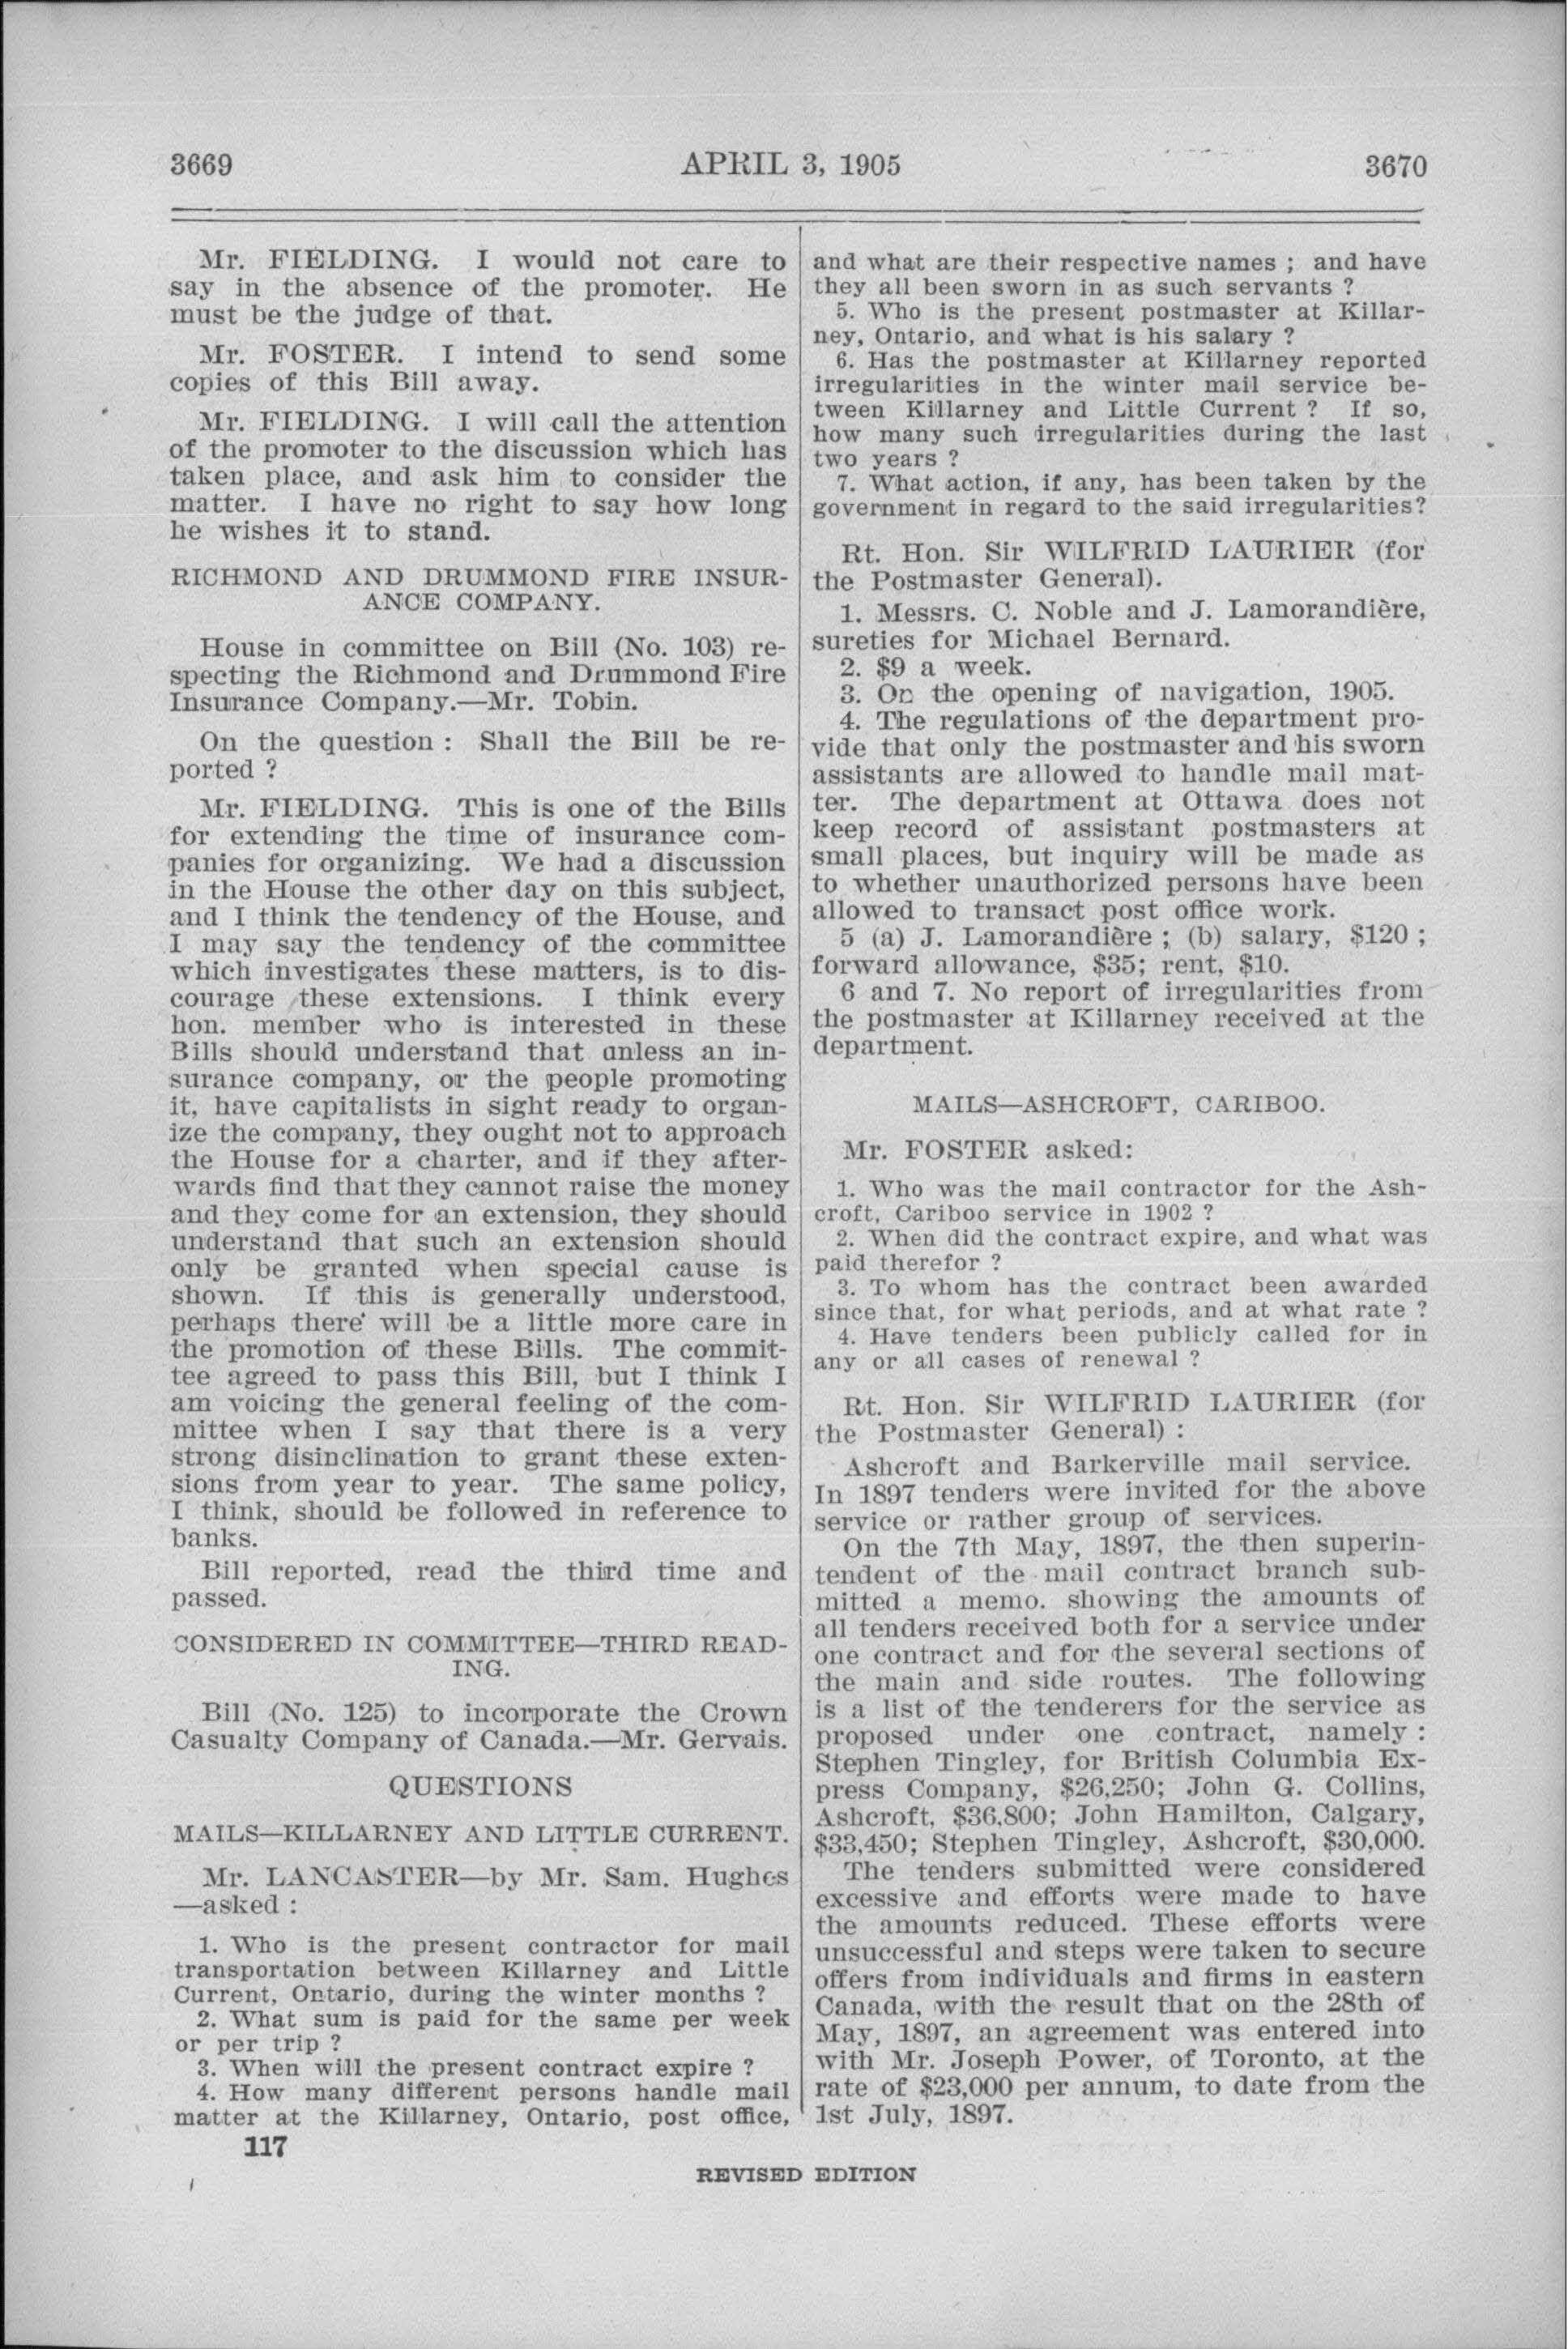 3669 APRIL 3, 1905 3670
Mr. FIELDING. I would not care to
say in the absence of the promoter. He
must be the judge of that.
Mr. FOSTER. I intend to send some
copies of this Bill away.
Mr. FIELDING. I will call the attention
of the promoter to the discussion which has
taken place, and ask him to consider the
matter. I have no right to say how long
he wishes it to stand.
RICHMOND AND DRUMMOND FIRE INSUR-
ANCE COMPANY.
House in committee on Bill (No. 103) re-
specting the Richmond and Drummond Fire
Insurance Company.—Mr. Tobin.
On the question : Shall the Bill be re-
ported ?
Mr. FIELDING. This is one of the Bills
for extending the time of insurance com-
panies for organizing. We had a discussion
in the House the other day on this subject,
and I think the tendency of the House, and
I may say the tendency of the committee
which investigates these matters, is to dis-
courage these extensions. I think every
hon. member who is interested in these
Bills should understand that unless an in-
surance company, or the people promoting
it, have capitalists in sight ready to organ-
ize the company, they ought not to approach
the House for a charter, and if they after-
wards find that they cannot raise the money
and they come for an extension, they should
understand that such an extension should
only be granted when special cause is
shown. If this is generally understood,
perhaps there will be a little more care in
the promotion of these Bills. The commit-
tee agreed to pass this Bill, but I think I
am voicing the general feeling of the com-
mittee when I say that there is a very
strong disinclination to grant these exten-
sions from year to year. The same policy,
I think, should be followed in reference to
banks.
Bill reported, read the third time and
passed.
CONSIDERED IN COMMITTEE—THIRD READ-
ING.
Bill (No. 125) to incorporate the Crown
Casualty Company of Canada.—Mr. Gervais.
QUESTIONS
MAILS—KILLARNEY AND LITTLE CURRENT.
Mr. LANCASTER—by Mr. Sam. Hughes
—asked :
1. Who is the present contractor for mail
transportation between Killarney and Little
Current, Ontario, during the winter months ?
2. What sum is paid for the same per week
or per trip ?
3. When will the present contract expire ?
4. How many different persons handle mail
matter at the Killarney, Ontario, post office,
117
and what are their respective names ; and have
they all been sworn in as such servants ?
5. Who is the present postmaster at Killar-
ney, Ontario, and what is his salary ?
6. Has the postmaster at Killarney reported
irregularities in the winter mail service be-
tween Killarney and Little Current ? If so,
how many such irregularities during the last
two years ?
7. What action, if any, has been taken by the
government in regard to the said irregularities?
Rt. Hon. Sir WILFRID LAURIER (for
the Postmaster General).
1. Messrs. C. Noble and J. Lamorandière,
sureties for Michael Bernard.
2. $9 a week.
3. On the opening of navigation, 1905.
4. The regulations of the department pro-
vide that only the postmaster and his sworn
assistants are allowed to handle mail mat-
ter. The department at Ottawa does not
keep record of assistant postmasters at
small places, but inquiry will be made as
to whether unauthorized persons have been
allowed to transact post office work.
5 (a) J. Lamorandière ; (b) salary, $120 ;
forward allowance, $35; rent, $10.
6 and 7. No report of irregularities from
the postmaster at Killarney received at the
department.
MAILS—ASHCROFT, CARIBOO.
Mr. FOSTER asked:
1. Who was the mail contractor for the Ash-
croft, Cariboo service in 1902 ?
2. When did the contract expire, and what was
paid therefor ?
3. To whom has the contract been awarded
since that, for what periods, and at what rate ?
4. Have tenders been publicly called for in
any or all cases of renewal ?
Rt. Hon. Sir WILFRID LAURIER (for
the Postmaster General) :
Ashcroft and Barkerville mail service.
In 1897 tenders were invited for the above
service or rather group of services.
On the 7th May, 1897, the then superin-
tendent of the mail contract branch sub-
mitted a memo. showing the amounts of
all tenders received both for a service under
one contract and for the several sections of
the main and side routes. The following
is a list of the tenderers for the service as
proposed under one contract, namely :
Stephen Tingley, for British Columbia Ex-
press Company, $26,250; John G. Collins,
Ashcroft, $36,800; John Hamilton, Calgary,
$33,450; Stephen Tingley, Ashcroft, $30,000.
The tenders submitted were considered
excessive and efforts were made to have
the amounts reduced. These efforts were
unsuccessful and steps were taken to secure
offers from individuals and firms in eastern
Canada, with the result that on the 28th of
May, 1897, an agreement was entered into
with Mr. Joseph Power, of Toronto, at the
rate of $23,000 per annum, to date from the
1st July, 1897.
REVISED EDITION